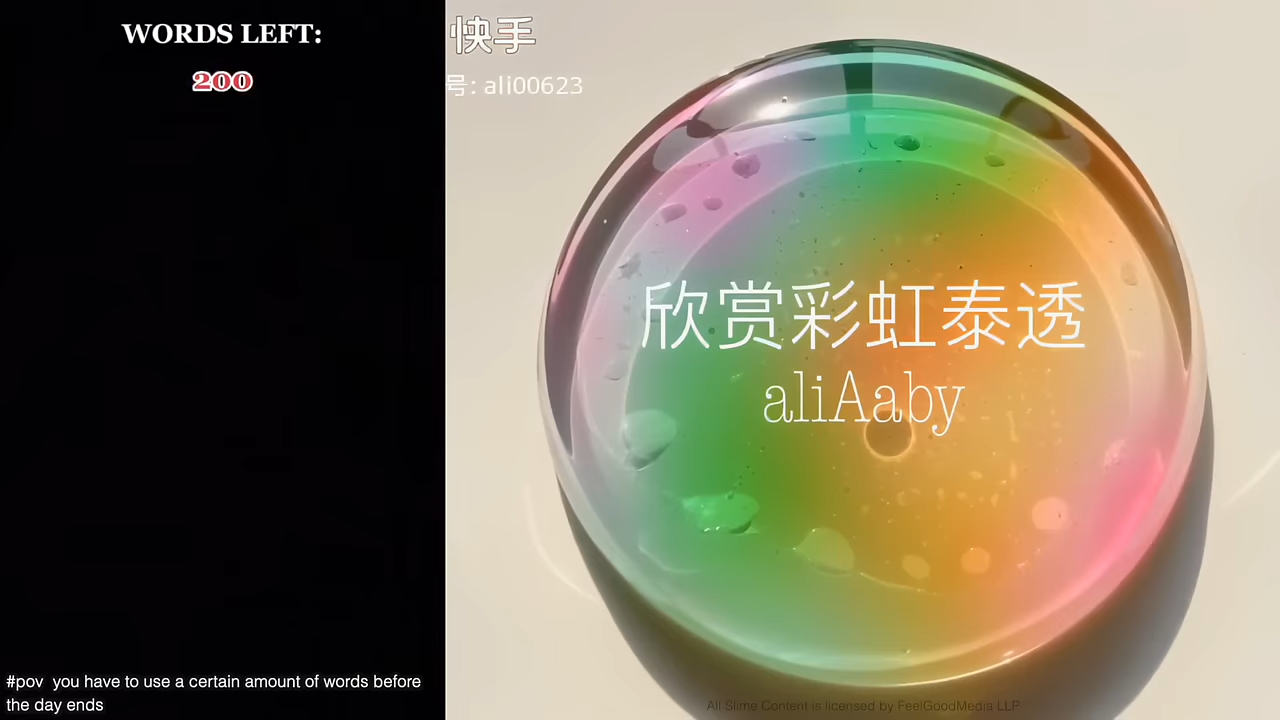 WORDS LEFT:
200
#pov you have to use a certain amount of words before
the day ends
快手
号: ali00623
欣赏彩虹泰透
aliAaby
All Slime Content is licensed by FeelGoodMedia LLP